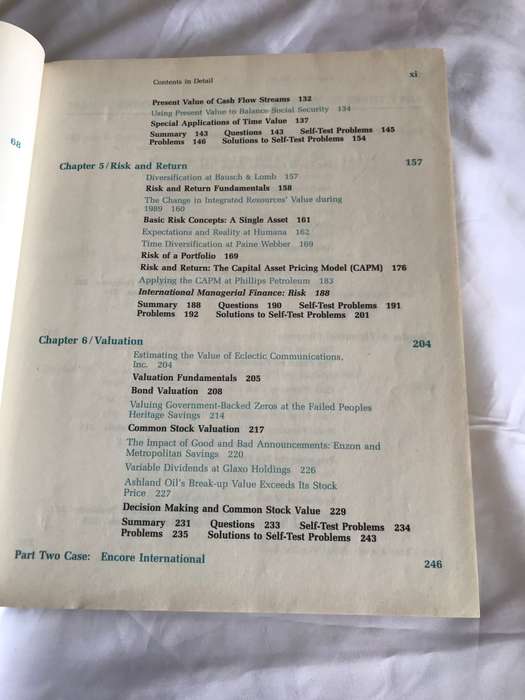 Contents in Detail xi
Present Value of Cash Flow Streams 132
Using Present Value to Balance Social Security 134
Special Applications of Time Value 137
Summary 143 Questions 143 Self-Test Problems 145
Problems 146 Solutions to Self-Test Problems 154
68
Chapter 5/Risk and Return 157
Diversification at Bausch & Lomb 157
Risk and Return Fundamentals 158
The Change in Integrated Resources' Value during
1989 160
Basic Risk Concepts: A Single Asset 161
Expectations and Reality at Humana 162
Time Diversification at Paine Webber 169
Risk of a Portfolio 169
Risk and Return: The Capital Asset Pricing Model (CAPM) 176
Applying the CAPM at Phillips Petroleum 183
International Managerial Finance: Risk 188
Summary 188 Questions 190 Self-Test Problems 191
Problems 192 Solutions to Self-Test Problems 201
Chapter 6/Valuation 204
Estimating the Value of Eclectic Communications,
Inc. 204
Valuation Fundamentals 205
Bond Valuation 208
Valuing Government-Backed Zeros at the Failed Peoples
Heritage Savings 214
Common Stock Valuation 217
The Impact of Good and Bad Announcements: Enzon and
Metropolitan Savings 220
Variable Dividends at Glaxo Holdings 226
Ashland Oil's Break-up Value Exceeds Its Stock
Price 227
Decision Making and Common Stock Value 229
Summary 231 Questions 233 Self-Test Problems 234
Problems 235 Solutions to Self-Test Problems 243
Part Two Case: Encore International 246